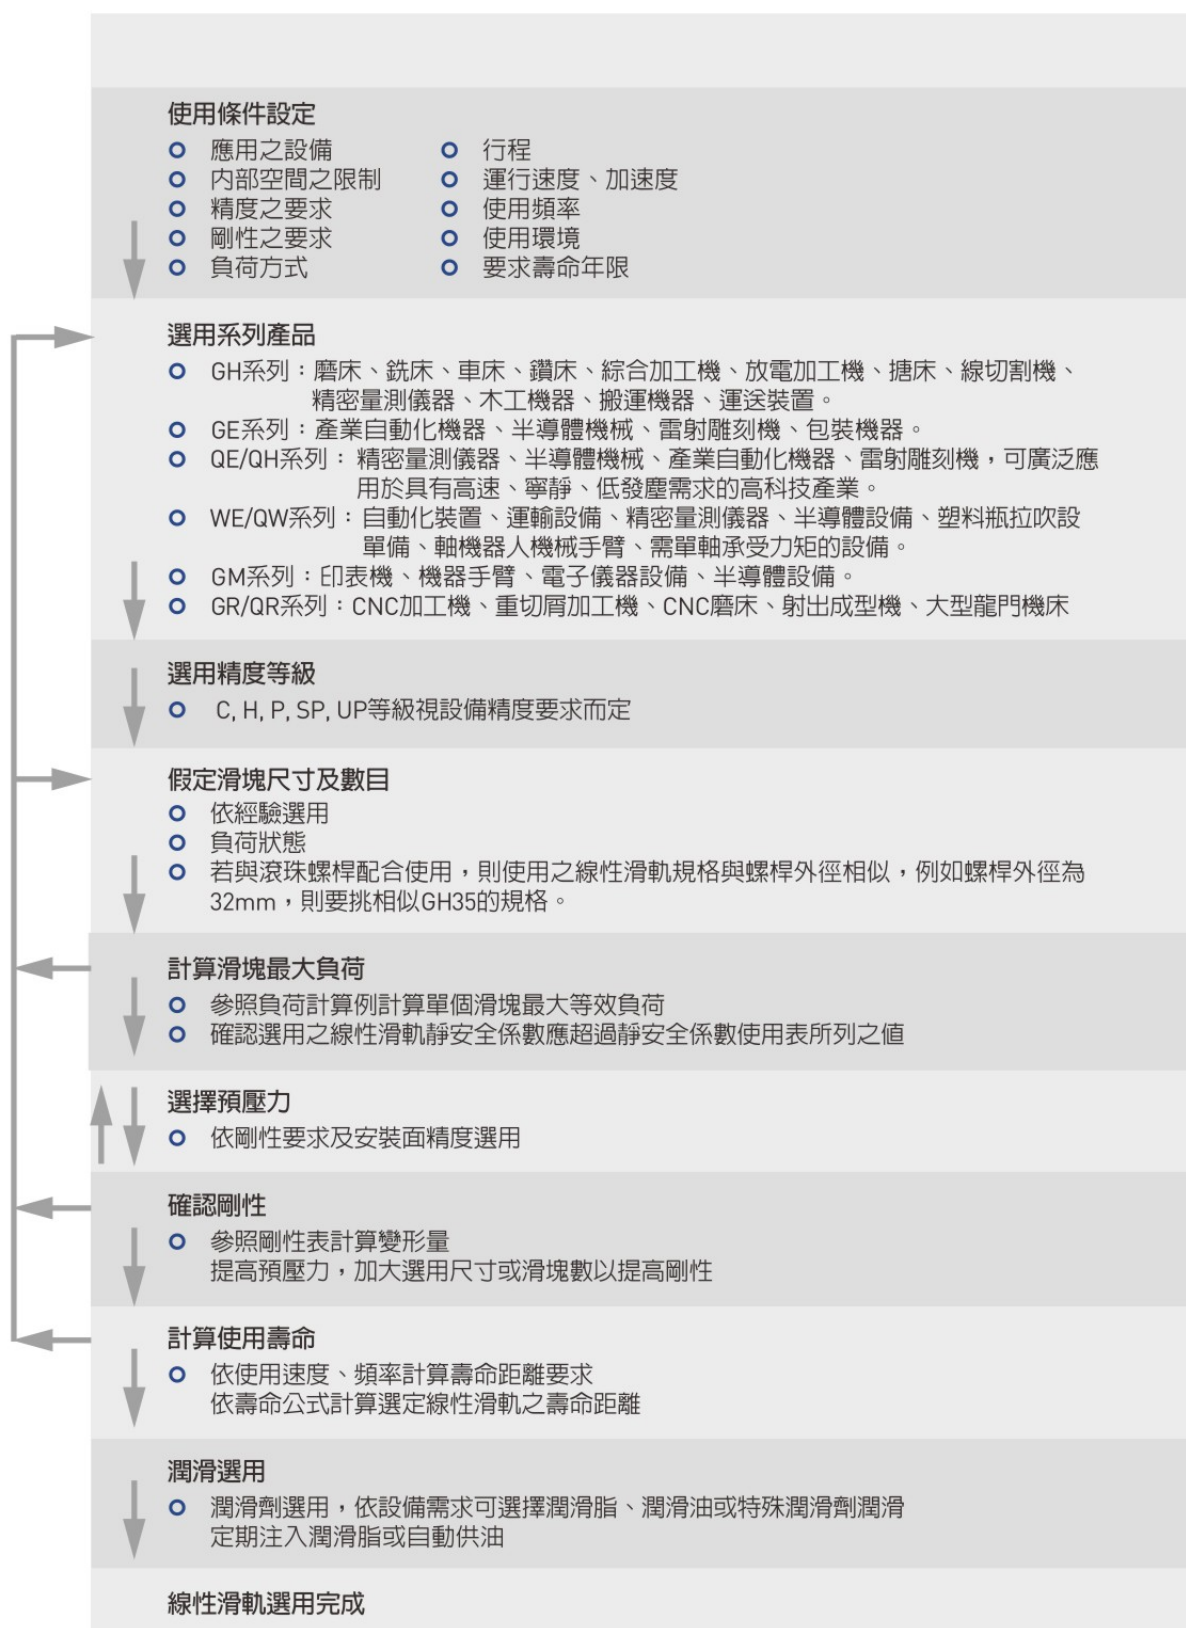 使用條件設定
應用之設備
內部空間之限制
精度之要求
剛性之要求
負荷方式
行程
運行速度、加速度
使用頻率
使用環境
要求壽命年限
選用系列產品
GH系列：磨床、銑床、車床、鑽床、綜合加工機、放電加工機、搪床、線切割機、
精密量測儀器、木工機器、搬運機器、運送裝置。
GE系列：產業自動化機器、半導體機械、雷射雕刻機、包裝機器。
QE/QH系列：精密量測儀器、半導體機械、產業自動化機器、雷射雕刻機，可廣泛應
用於具有高速、寧靜、低發塵需求的高科技產業。
WE/QW系列：自動化裝置、運輸設備、精密量測儀器、半導體設備、塑料瓶拉吹設
單備、軸機器人機械手臂、需單軸承受力矩的設備。
GM系列：印表機、機器手臂、電子儀器設備、半導體設備。
GR/QR系列：CNC加工機、重切屑加工機、CNC磨床、射出成型機、大型龍門機床
選用精度等級
C, H, P, SP, UP等級視設備精度要求而定
假定滑塊尺寸及數目
依經驗選用
負荷狀態
若與滾珠螺桿配合使用，則使用之線性滑軌規格與螺桿外徑相似，例如螺桿外徑為
32mm，則要挑相似GH35的規格。
計算滑塊最大負荷
參照負荷計算例計算單個滑塊最大等效負荷
確認選用之線性滑軌靜安全係數應超過靜安全係數使用表所列之值
選擇預壓力
依剛性要求及安裝面精度選用
確認剛性
參照剛性表計算變形量
提高預壓力，加大選用尺寸或滑塊數以提高剛性
計算使用壽命
依使用速度、頻率計算壽命距離要求
依壽命公式計算選定線性滑軌之壽命距離
潤滑選用
潤滑劑選用，依設備需求可選擇潤滑脂、潤滑油或特殊潤滑劑潤滑
定期注入潤滑脂或自動供油
線性滑軌選用完成